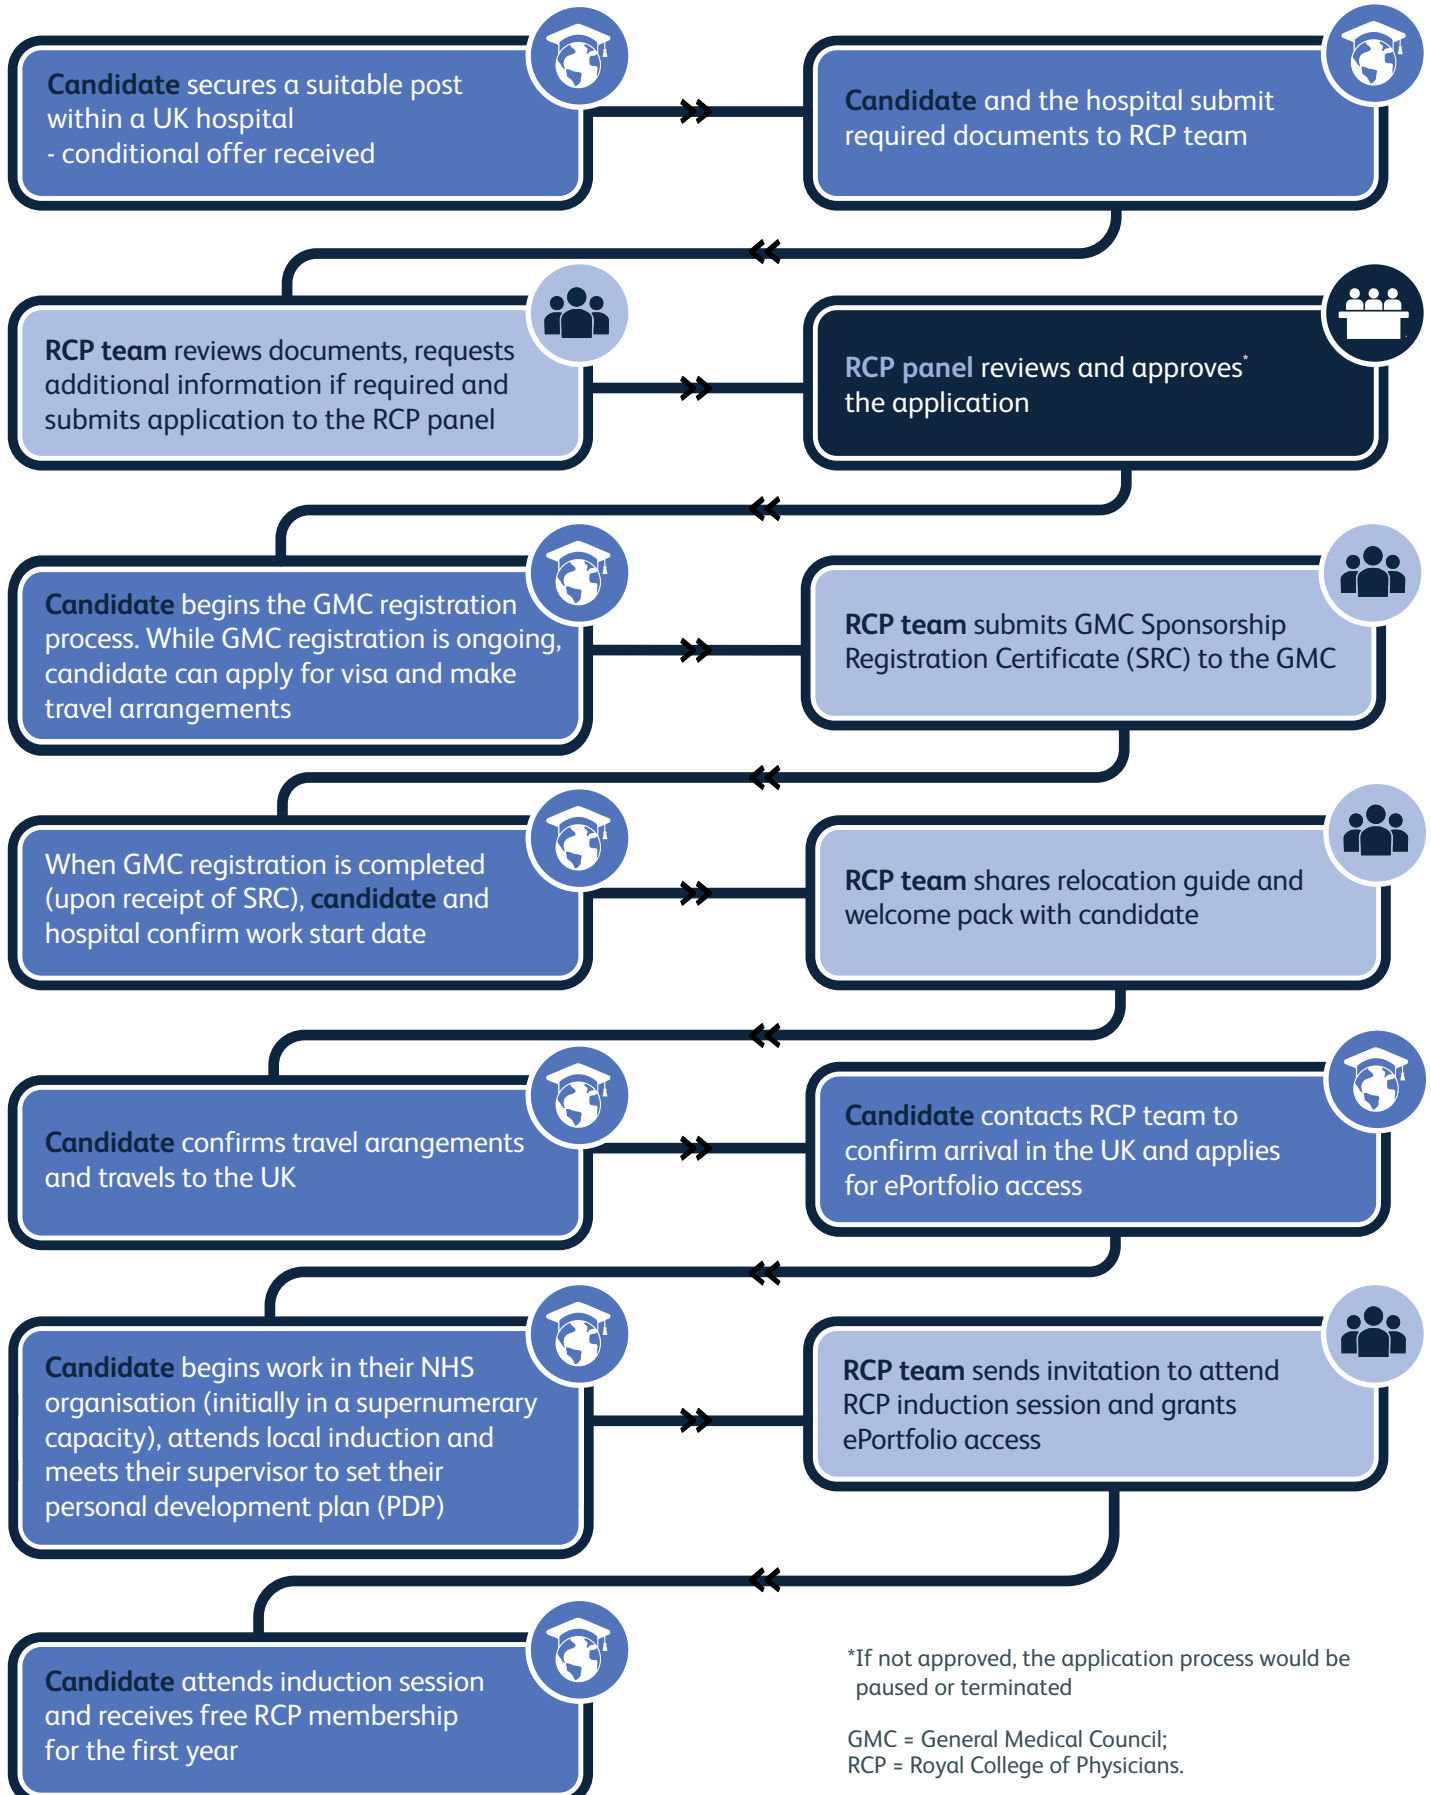 Candidate secures a suitable post
within a UK hospital
- conditional offer received
Candidate and the hospital submit
required documents to RCP team
RCP team reviews documents, requests
additional information if required and
submits application to the RCP panel
RCP panel reviews and approves*
the application
Candidate begins the GMC registration
process. While GMC registration is ongoing,
candidate can apply for visa and make
travel arrangements
RCP team submits GMC Sponsorship
Registration Certificate (SRC) to the GMC
When GMC registration is completed
(upon receipt of SRC), candidate and
hospital confirm work start date
RCP team shares relocation guide and
welcome pack with candidate
Candidate confirms travel arangements
and travels to the UK
Candidate contacts RCP team to
confirm arrival in the UK and applies
for ePortfolio access
Candidate begins work in their NHS
organisation (initially in a supernumerary
capacity), attends local induction and
meets their supervisor to set their
personal development plan (PDP)
RCP team sends invitation to attend
RCP induction session and grants
ePortfolio access
Candidate attends induction session
and receives free RCP membership
for the first year
*If not approved, the application process would be
paused or terminated
GMC = General Medical Council;
RCP = Royal College of Physicians.